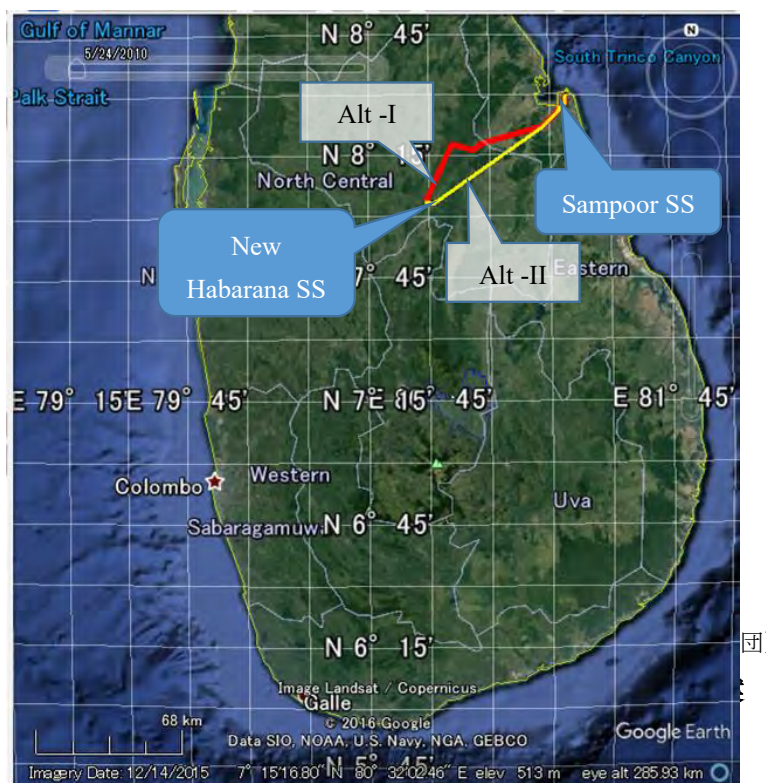 Gulf of Mannar
N 8° 45'
N
5/24/2010
South Trinco Canyon
Palk Strait
Alt -I
N 8° 15'
North Central
Sampoor SS
New
Habarana SS
Alt -II
Eastern
N
7° 45'
E 79° 15'
E 79° 45'
N 7°
45'
E 81° 45'
Colombo
Western
Uva
Sabaragamuw
N 6° 45'
N 6° 15'
団
Image Landsat / Copernicus
Galle
68 km
© 2016 Google
Data SIO, NOAA, U.S. Navy, NGA, GEBCO
Google Earth
N 5° 45'
Imagery Date: 12/14/2015 7° 15'16.80" N 80° 32'02.46" E elev 513 m eye alt 285.93 km